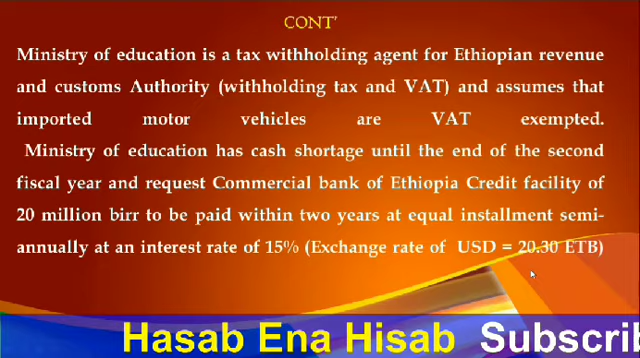 CONT'
Ministry of education is a tax withholding agent for Ethiopian revenue
and customs Authority (withholding tax and VAT) and assumes that
imported motor vehicles are VAT exempted.
Ministry of education has cash shortage until the end of the second
fiscal year and request Commercial bank of Ethiopia Credit facility of
20 million birr to be paid within two years at equal installment semi-
annually at an interest rate of 15% (Exchange rate of USD = 20.30 ETB)
Hasab Ena Hisab Subscrib